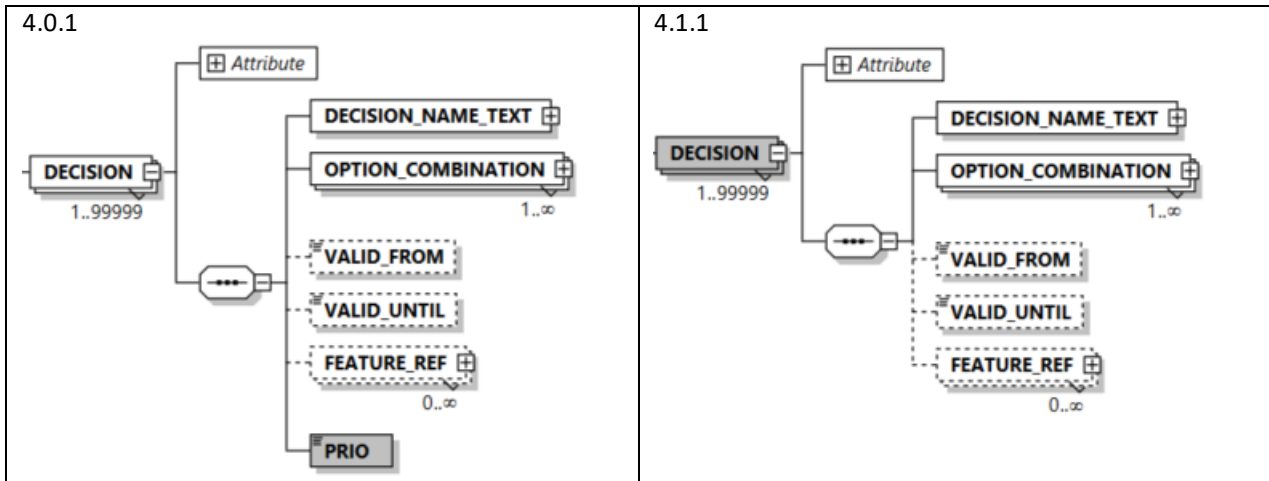 4.0.1
Attribute
DECISION_NAME_TEXT
DECISION
OPTION_COMBINATION
1..99999
1..∞
VALID_FROM
VALID_UNTIL
FEATURE_REF
0..∞
PRIO
4.1.1
Attribute
DECISION_NAME_TEXT
DECISION
OPTION_COMBINATION
1..99999
1..∞
VALID_FROM
VALID_UNTIL
FEATURE_REF
0..∞